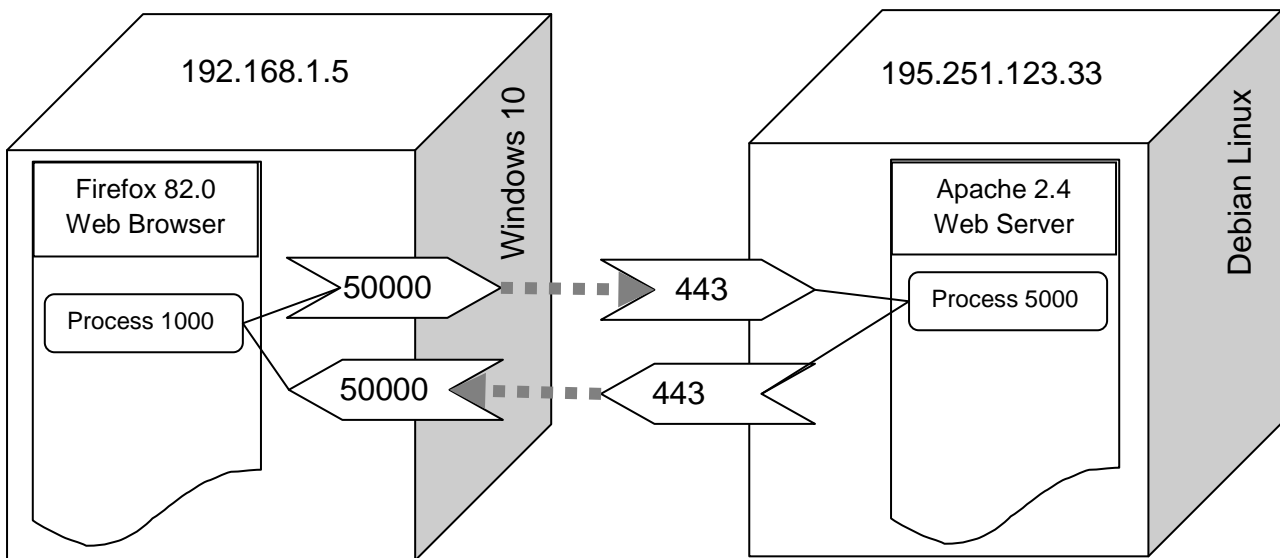 192.168.1.5
Windows 10
Firefox 82.0
Web Browser
Process 1000
50000
50000
195.251.123.33
Debian Linux
Apache 2.4
Web Server
443
Process 5000
443